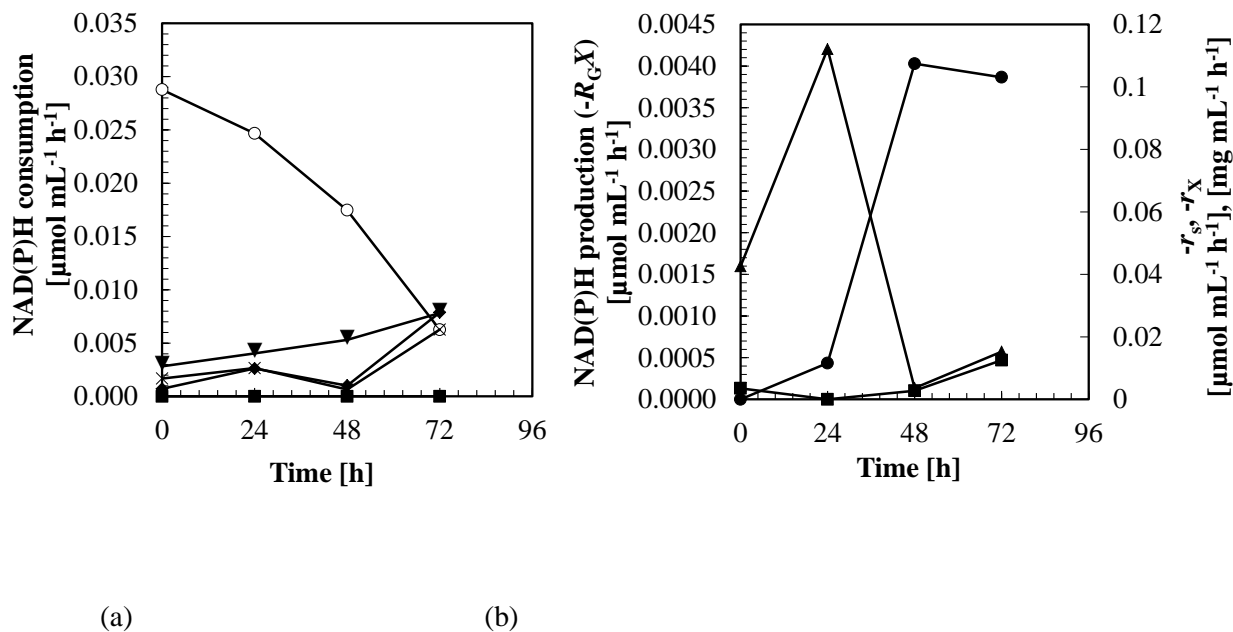 NAD(P)H consumption
[µmol mL-1 h-1]
0.035
0.030
0.025
0.020
0.015
0.010
0.005
0.000
0 24 48 72 96
Time [h]
(a)
NAD(P)H production (-RGX)
[µmol mL-1 h-1]
0.0045
0.0040
0.0035
0.0030
0.0025
0.0020
0.0015
0.0010
0.0005
0.0000
0 24 48 72 96
Time [h]
0.12
0.1
0.08
0.06
0.04
0.02
0
-rs, -rX
[µmol mL-1 h-1], [mg mL-1 h-1]
(b)